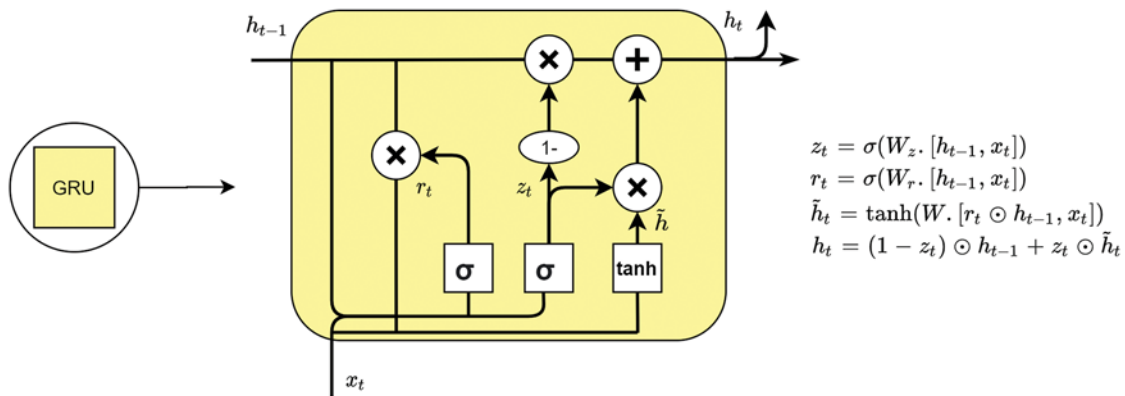 h_{t-1}
h_t
×
+
×
1-
r_t
z_t
×
h̃
GRU
σ
σ
tanh
x_t
z_t = σ(W_z. [h_{t-1}, x_t])
r_t = σ(W_r. [h_{t-1}, x_t])
h̃_t = tanh(W. [r_t ⊙ h_{t-1}, x_t])
h_t = (1 − z_t) ⊙ h_{t-1} + z_t ⊙ h̃_t